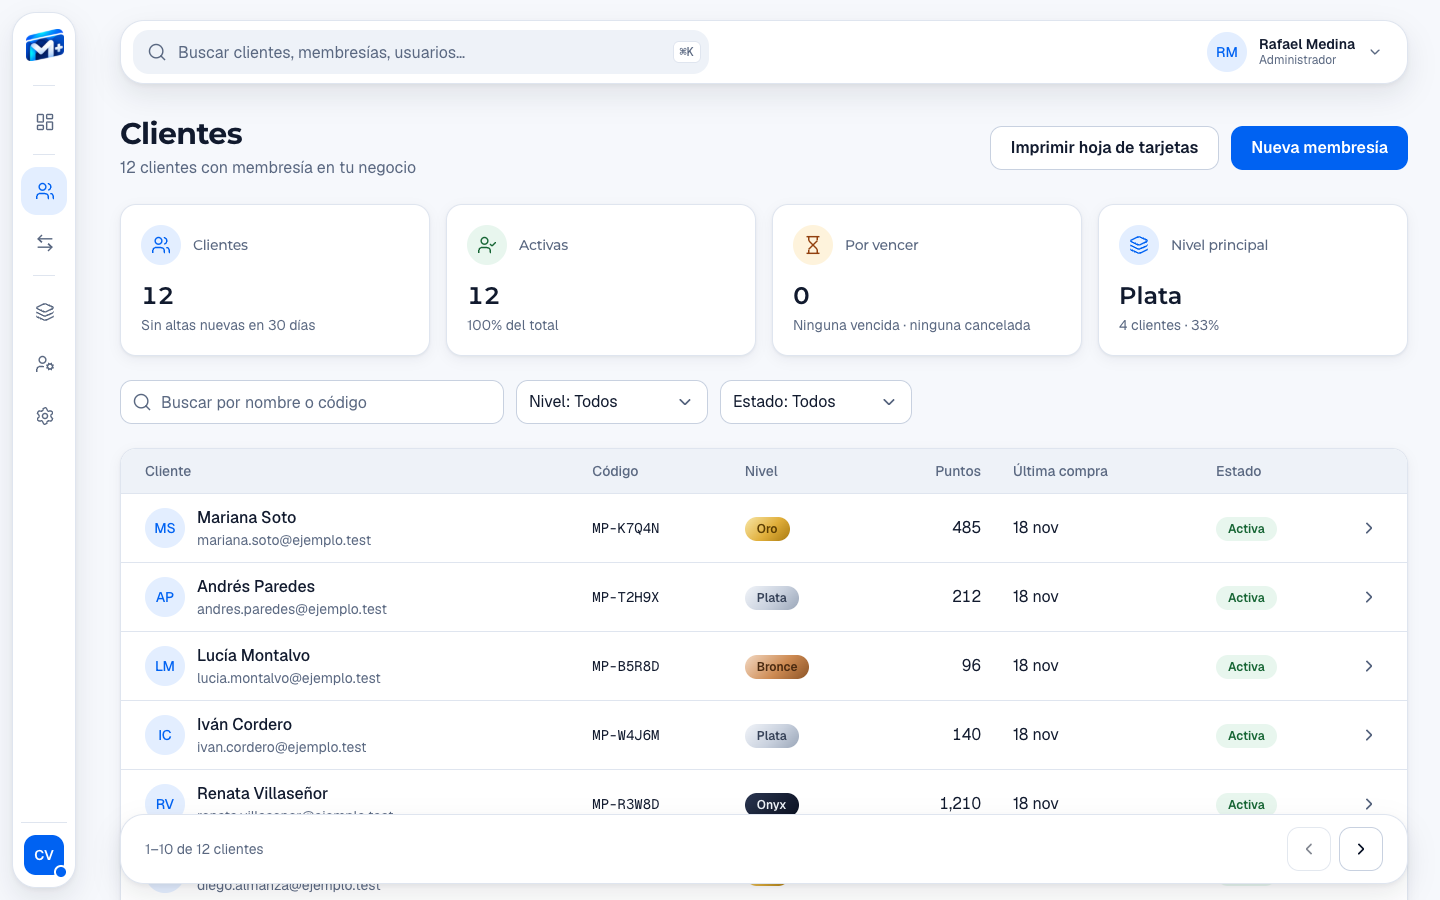 M+
Buscar clientes, membresías, usuarios...
⌘K
RM
Rafael Medina
Administrador
Clientes
12 clientes con membresía en tu negocio
Imprimir hoja de tarjetas
Nueva membresía
Clientes
12
Sin altas nuevas en 30 días
Activas
12
100% del total
Por vencer
0
Ninguna vencida · ninguna cancelada
Nivel principal
Plata
4 clientes · 33%
Buscar por nombre o código
Nivel: Todos
Estado: Todos
Cliente Código Nivel Puntos Última compra Estado
MS Mariana Soto MP-K7Q4N Oro 485 18 nov Activa
mariana.soto@ejemplo.test
AP Andrés Paredes MP-T2H9X Plata 212 18 nov Activa
andres.paredes@ejemplo.test
LM Lucía Montalvo MP-B5R8D Bronce 96 18 nov Activa
lucia.montalvo@ejemplo.test
IC Iván Cordero MP-W4J6M Plata 140 18 nov Activa
ivan.cordero@ejemplo.test
RV Renata Villaseñor MP-R3W8D Onyx 1,210 18 nov Activa
1–10 de 12 clientes
diego.almanza@ejemplo.test
CV